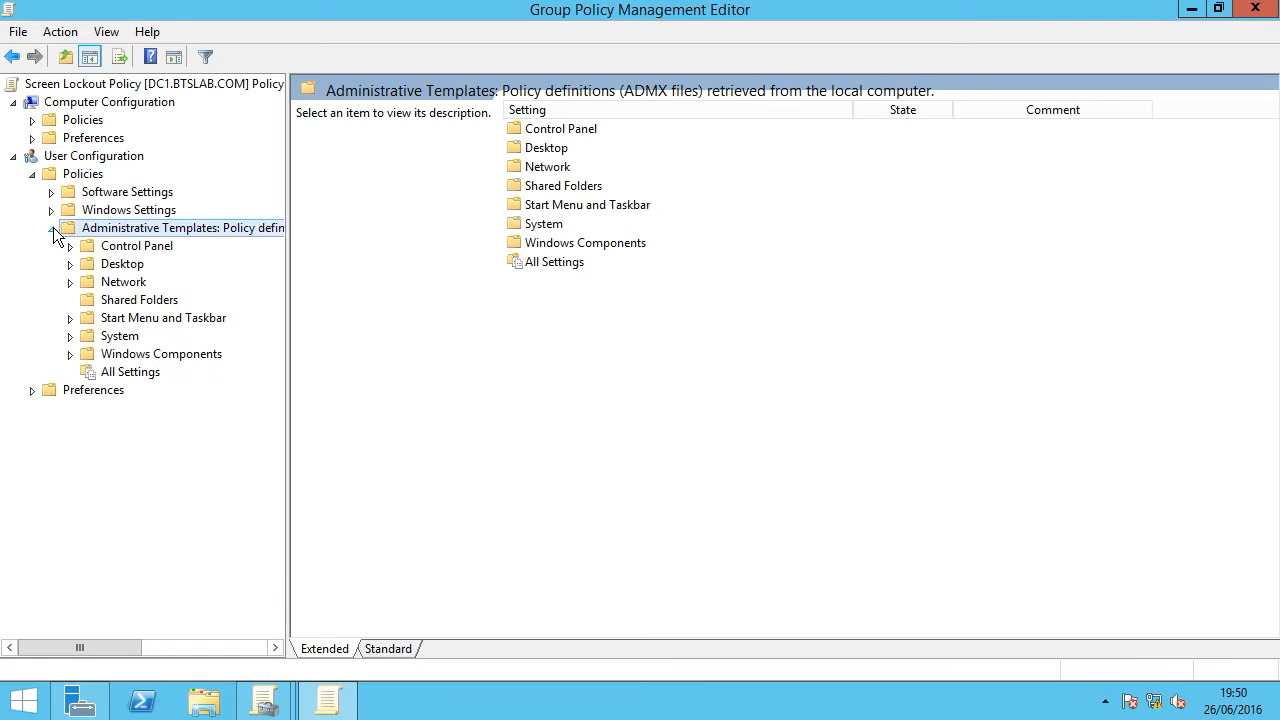 Group Policy Management Editor
File Action View Help
Screen Lockout Policy [DC1.BTSLAB.COM] Policy
Computer Configuration
Policies
Preferences
User Configuration
Policies
Software Settings
Windows Settings
Administrative Templates: Policy defin
Control Panel
Desktop
Network
Shared Folders
Start Menu and Taskbar
System
Windows Components
All Settings
Preferences
Administrative Templates: Policy definitions (ADMX files) retrieved from the local computer.
Select an item to view its description.
Setting State Comment
Control Panel
Desktop
Network
Shared Folders
Start Menu and Taskbar
System
Windows Components
All Settings
Extended Standard
19:50
26/06/2016